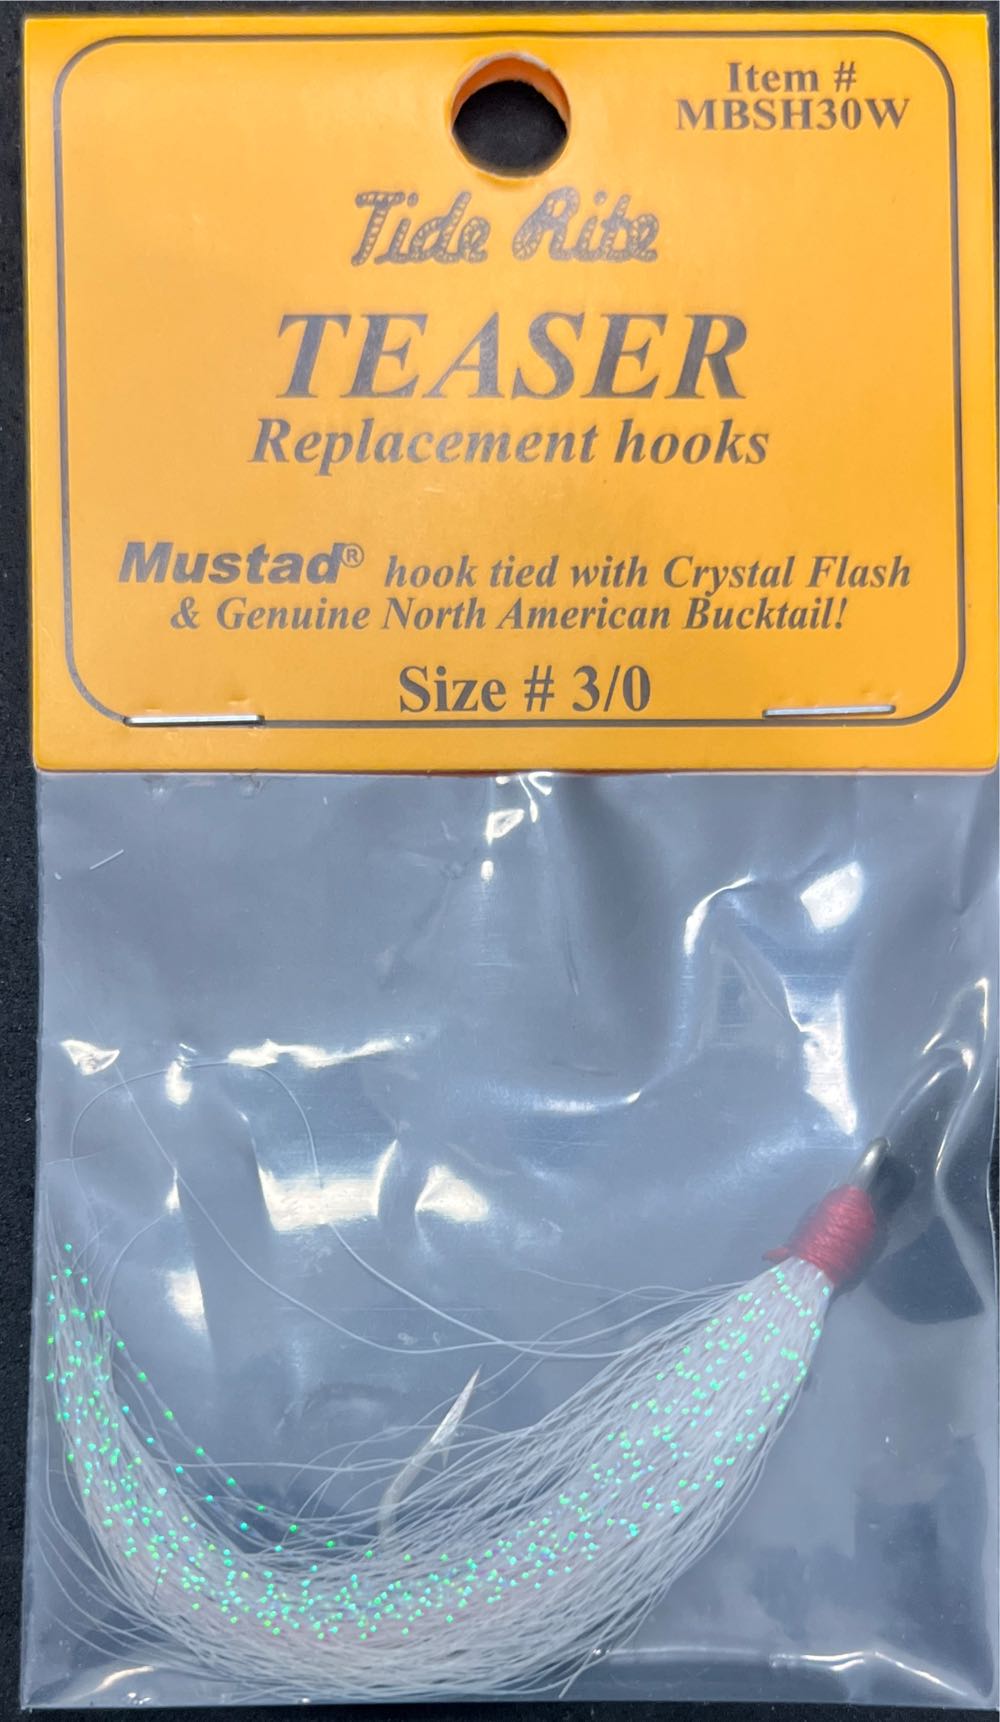 Item #
MBSH30W
Tide Rite
TEASER
Replacement hooks
Mustad® hook tied with Crystal Flash
& Genuine North American Bucktail!
Size # 3/0